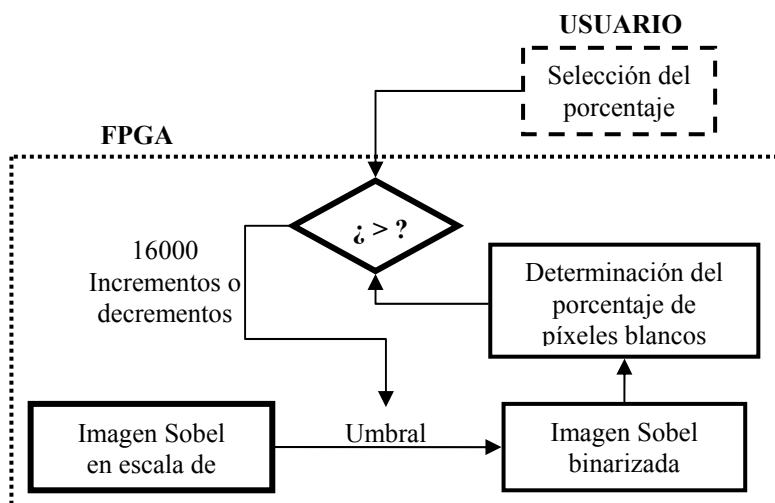 USUARIO
Selección del
porcentaje
FPGA
¿ > ?
16000
Incrementos o
decrementos
Determinación del
porcentaje de
píxeles blancos
Imagen Sobel
en escala de
Umbral
Imagen Sobel
binarizada